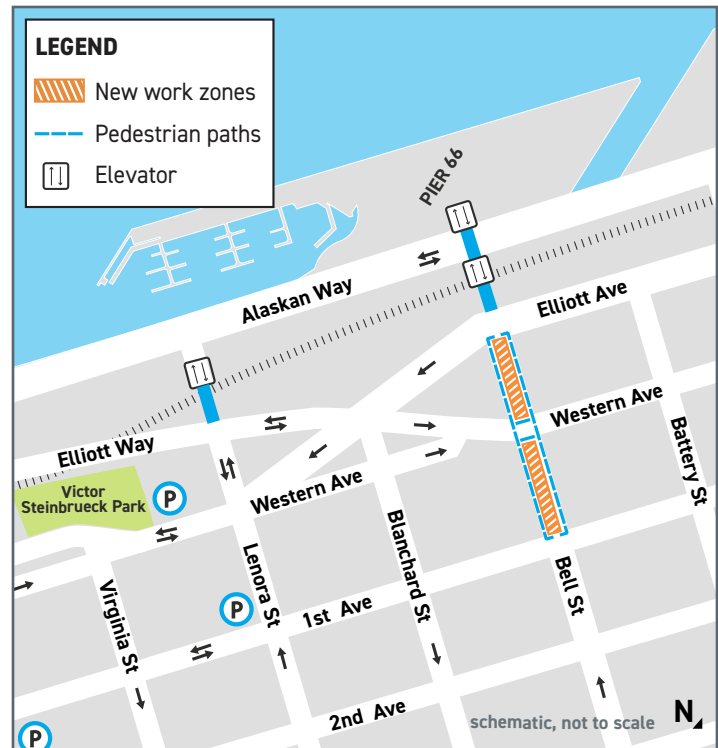 LEGEND
New work zones
Pedestrian paths
Elevator
PIER 66
Alaskan Way
Elliott Ave
Elliott Way
Western Ave
Western Ave
Victor
Steinbrueck Park
P
Battery St
Blanchard St
Lenora St
Bell St
Virginia St
P
1st Ave
2nd Ave
P
schematic, not to scale
N